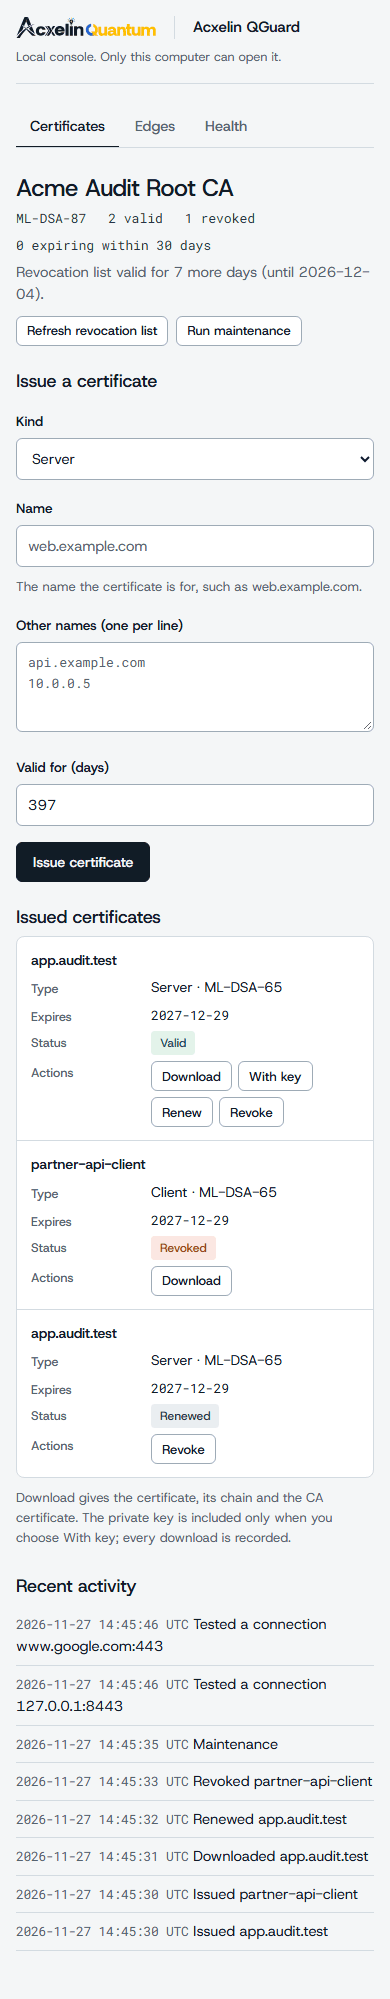 Acxelin Quantum
Acxelin QGuard
Local console. Only this computer can open it.
Certificates
Edges
Health
Acme Audit Root CA
ML-DSA-87 2 valid 1 revoked
0 expiring within 30 days
Revocation list valid for 7 more days (until 2026-12-
04).
Refresh revocation list
Run maintenance
Issue a certificate
Kind
Server
Name
web.example.com
The name the certificate is for, such as web.example.com.
Other names (one per line)
api.example.com
10.0.0.5
Valid for (days)
397
Issue certificate
Issued certificates
app.audit.test
Type Server · ML-DSA-65
Expires 2027-12-29
Status Valid
Actions Download With key
Renew Revoke
partner-api-client
Type Client · ML-DSA-65
Expires 2027-12-29
Status Revoked
Actions Download
app.audit.test
Type Server · ML-DSA-65
Expires 2027-12-29
Status Renewed
Actions Revoke
Download gives the certificate, its chain and the CA
certificate. The private key is included only when you
choose With key; every download is recorded.
Recent activity
2026-11-27 14:45:46 UTC Tested a connection
www.google.com:443
2026-11-27 14:45:46 UTC Tested a connection
127.0.0.1:8443
2026-11-27 14:45:35 UTC Maintenance
2026-11-27 14:45:33 UTC Revoked partner-api-client
2026-11-27 14:45:32 UTC Renewed app.audit.test
2026-11-27 14:45:31 UTC Downloaded app.audit.test
2026-11-27 14:45:30 UTC Issued partner-api-client
2026-11-27 14:45:30 UTC Issued app.audit.test